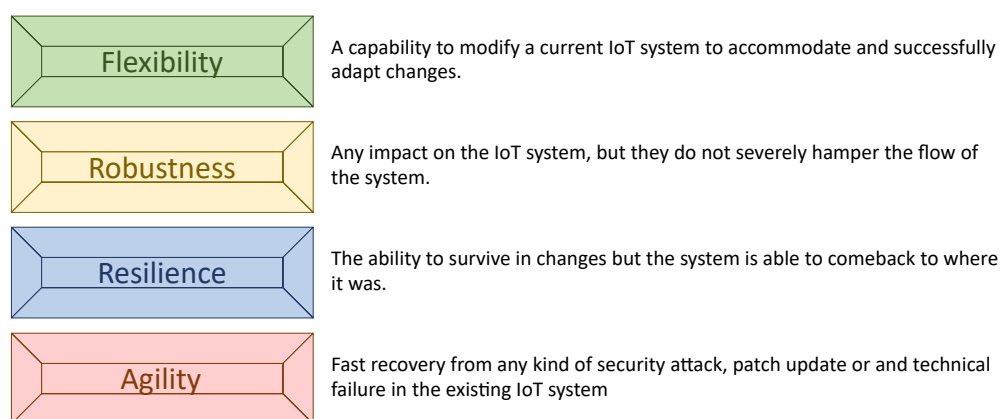 Flexibility
A capability to modify a current IoT system to accommodate and successfully
adapt changes.
Robustness
Any impact on the IoT system, but they do not severely hamper the flow of
the system.
Resilience
The ability to survive in changes but the system is able to comeback to where
it was.
Agility
Fast recovery from any kind of security attack, patch update or and technical
failure in the existing IoT system